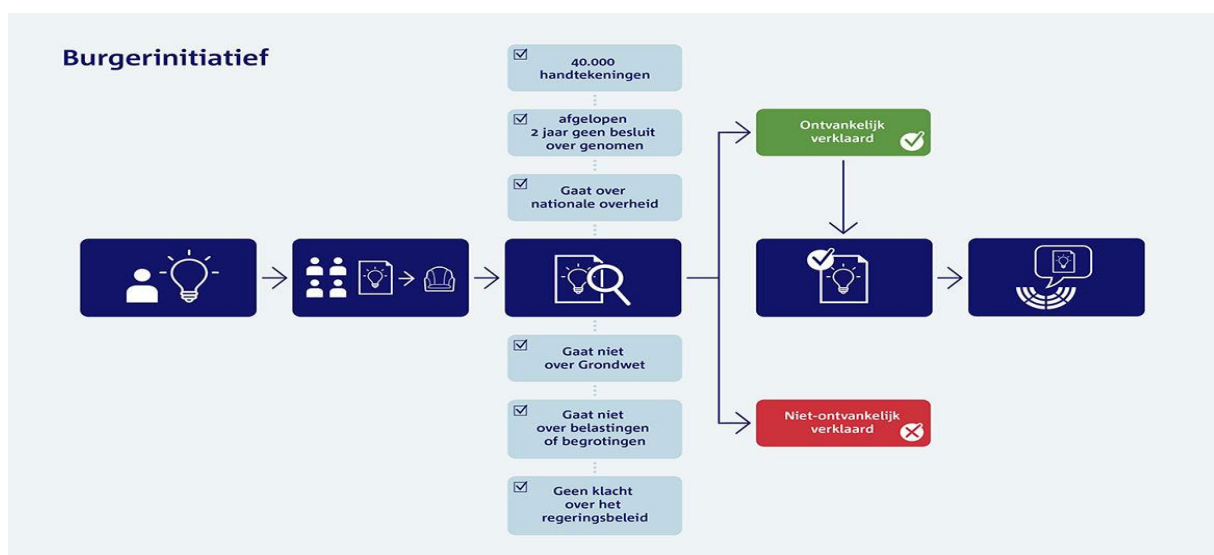 Burgerinitiatief
40.000
handtekeningen
afgelopen
2 jaar geen besluit
over genomen
Gaat over
nationale overheid
Gaat niet
over Grondwet
Gaat niet
over belastingen
of begrotingen
Geen klacht
over het
regeringsbeleid
Ontvankelijk
verklaard
Niet-ontvankelijk
verklaard